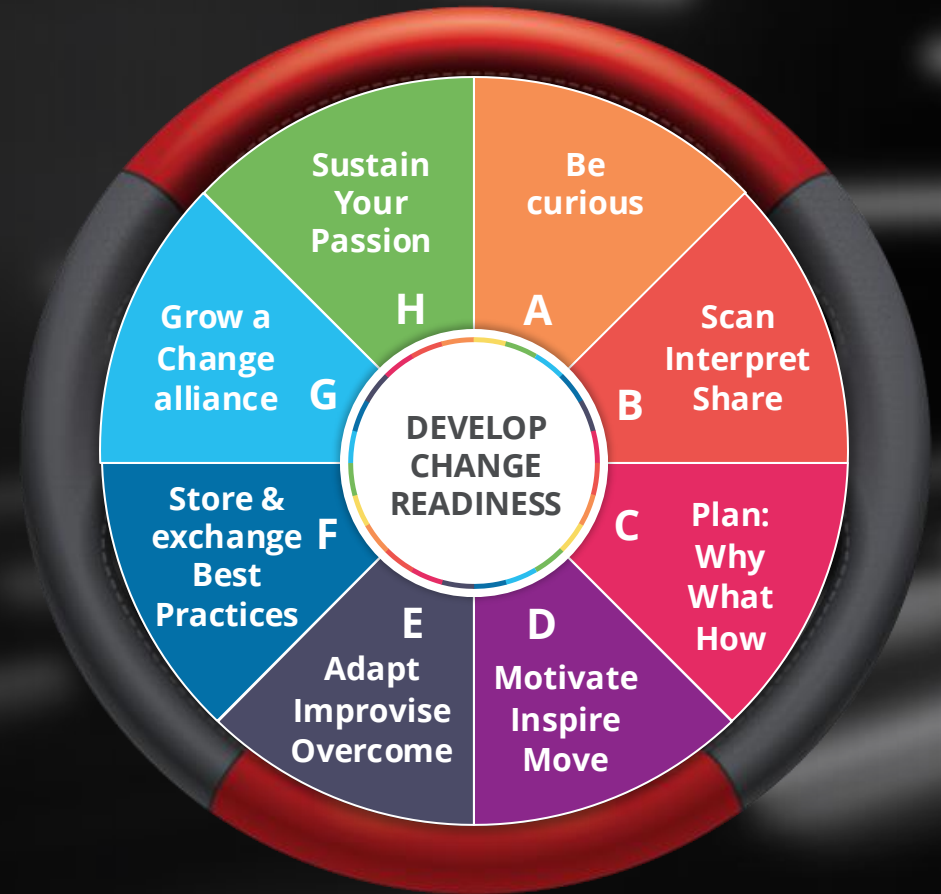 DEVELOP
CHANGE
READINESS
Be
curious
A
Scan
Interpret
Share
B
Plan:
Why
What
How
C
D
Motivate
Inspire
Move
E
Adapt
Improvise
Overcome
Store &
exchange
Best
Practices
F
Grow a
Change
alliance
G
Sustain
Your
Passion
H